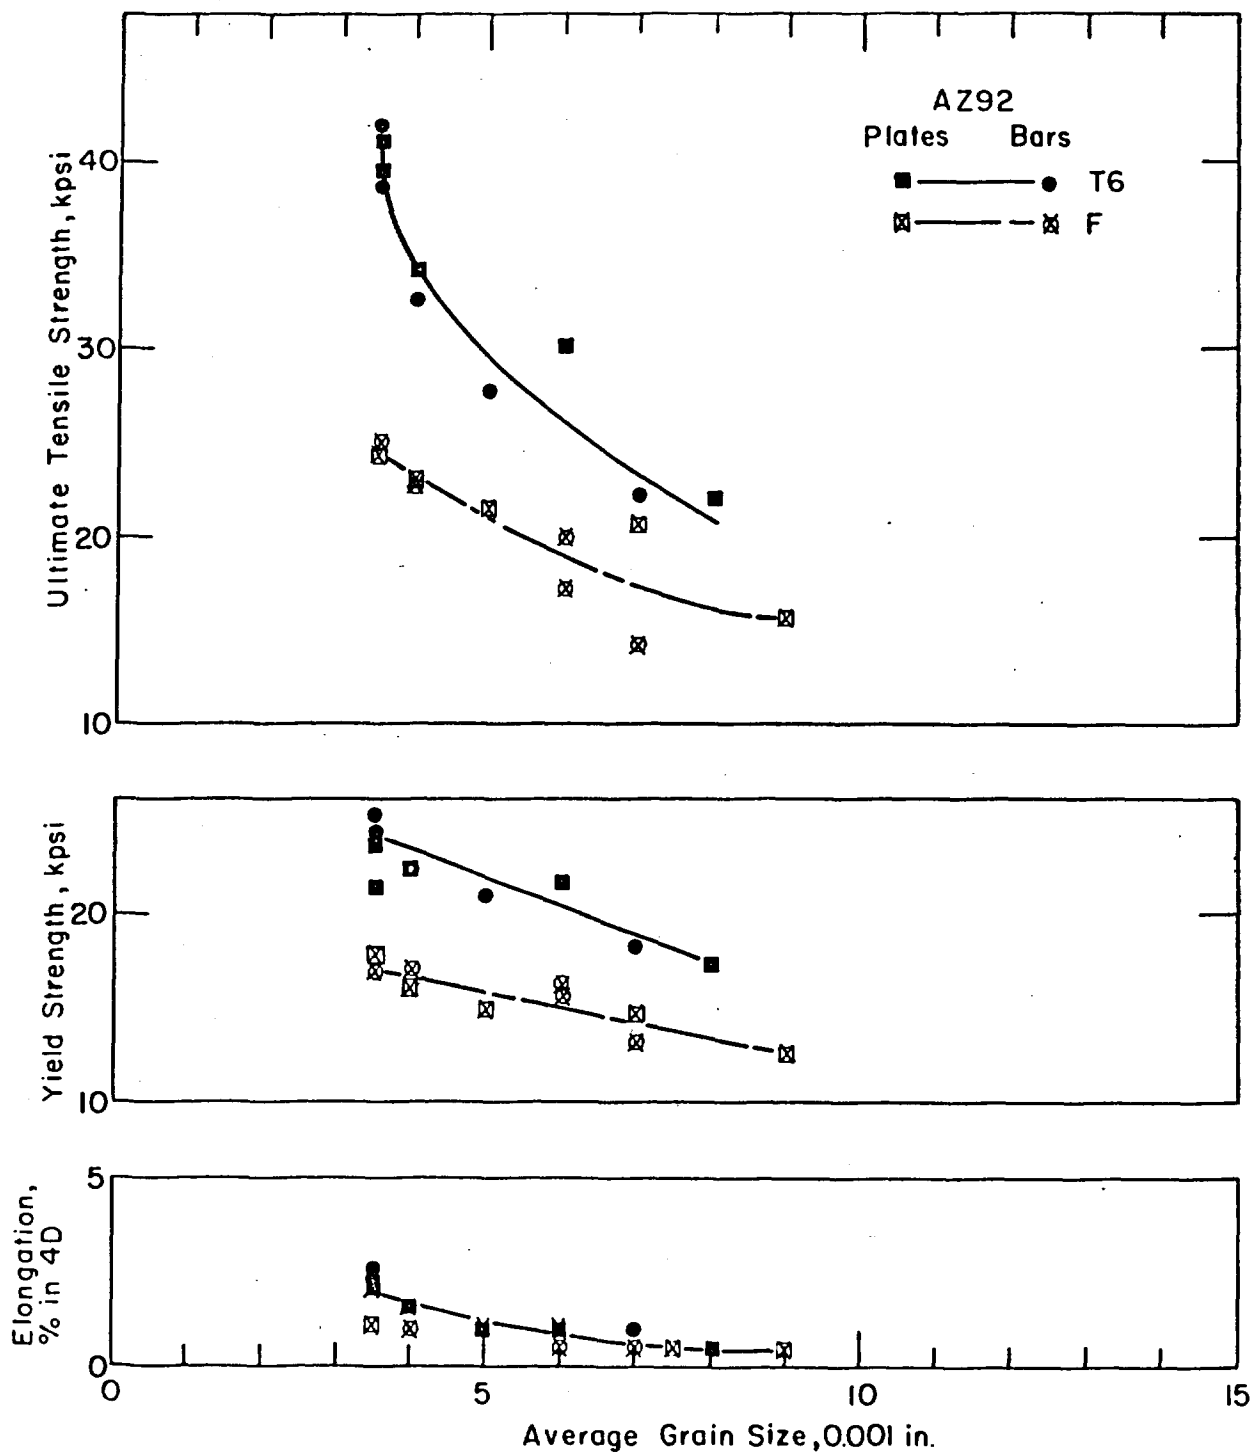 AZ92
Plates Bars
T6
F
Ultimate Tensile Strength, kpsi
40
30
20
10
Yield Strength, kpsi
20
10
Elongation,
% in 4D
5
0
0 5 10 15
Average Grain Size, 0.001 in.